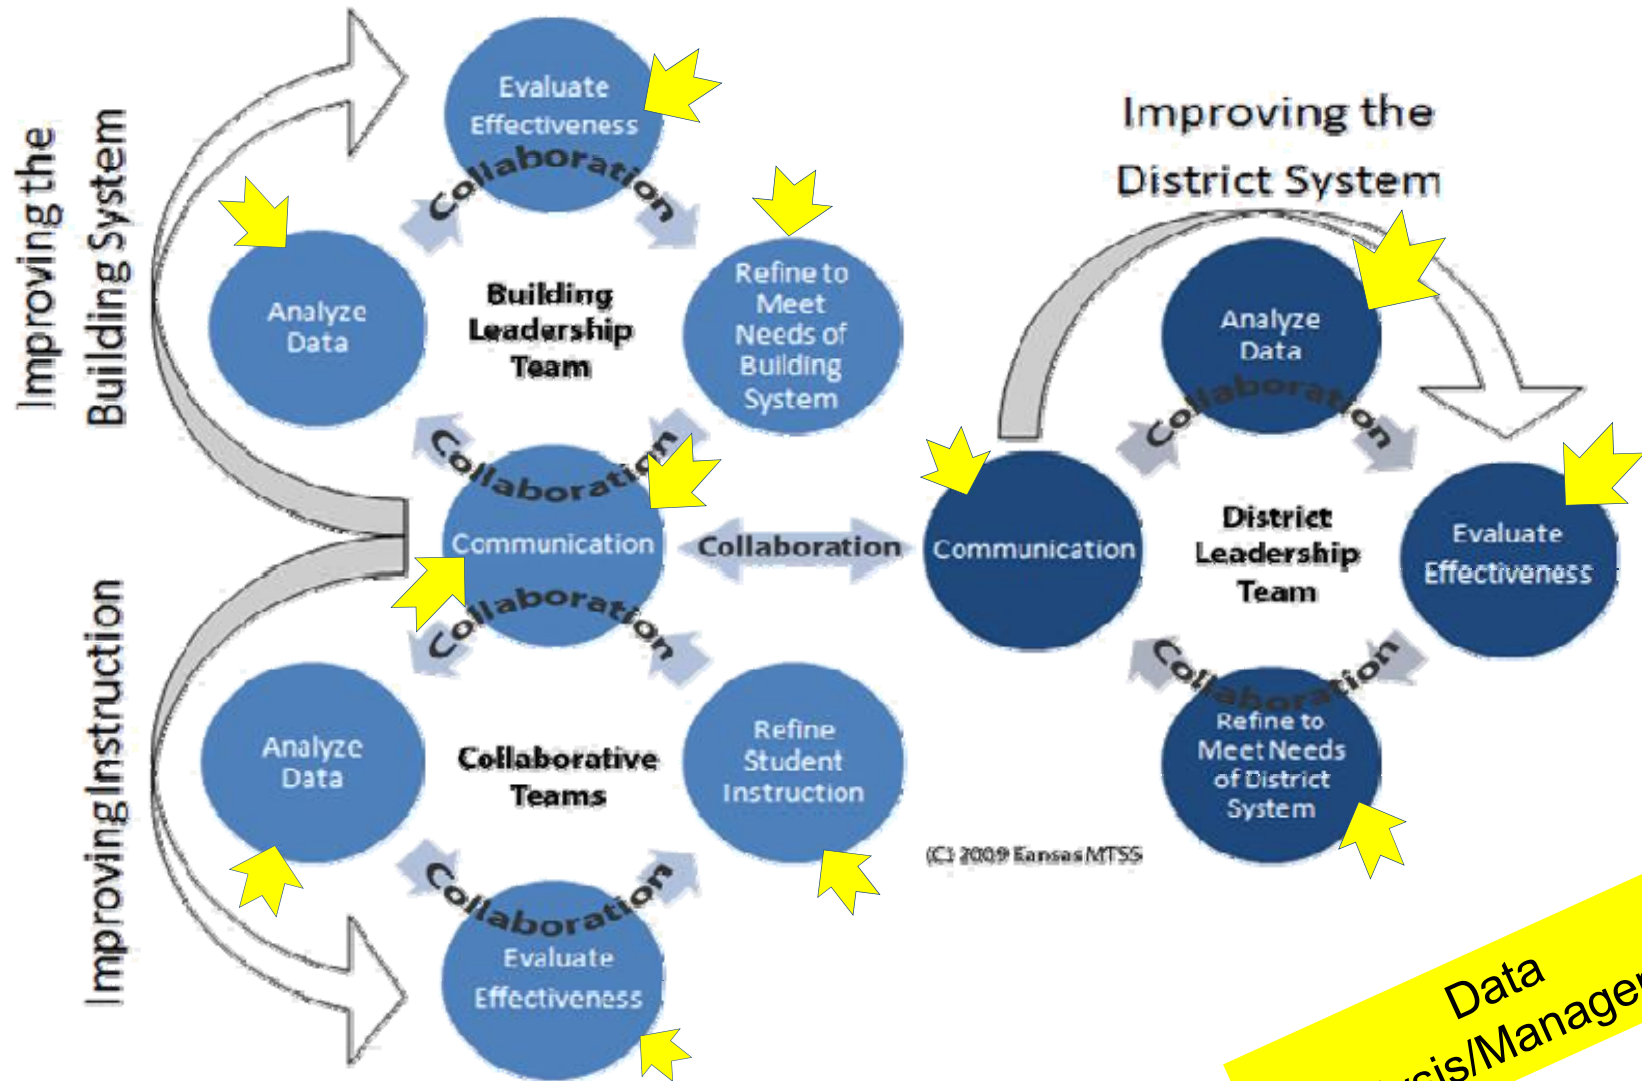 Improving the
Building System
Evaluate
Effectiveness
Collaboration
Analyze
Data
Building
Leadership
Team
Refine to
Meet
Needs of
Building
System
Collaboration
Communication
Collaboration
Improving Instruction
Analyze
Data
Collaborative
Teams
Refine
Student
Instruction
Collaboration
Evaluate
Effectiveness
Collaboration
Improving the
District System
Analyze
Data
Collaboration
Communication
District
Leadership
Team
Evaluate
Effectiveness
Collaboration
Refine to
Meet Needs
of District
System
(C) 2009 Kansas MTSS
Data